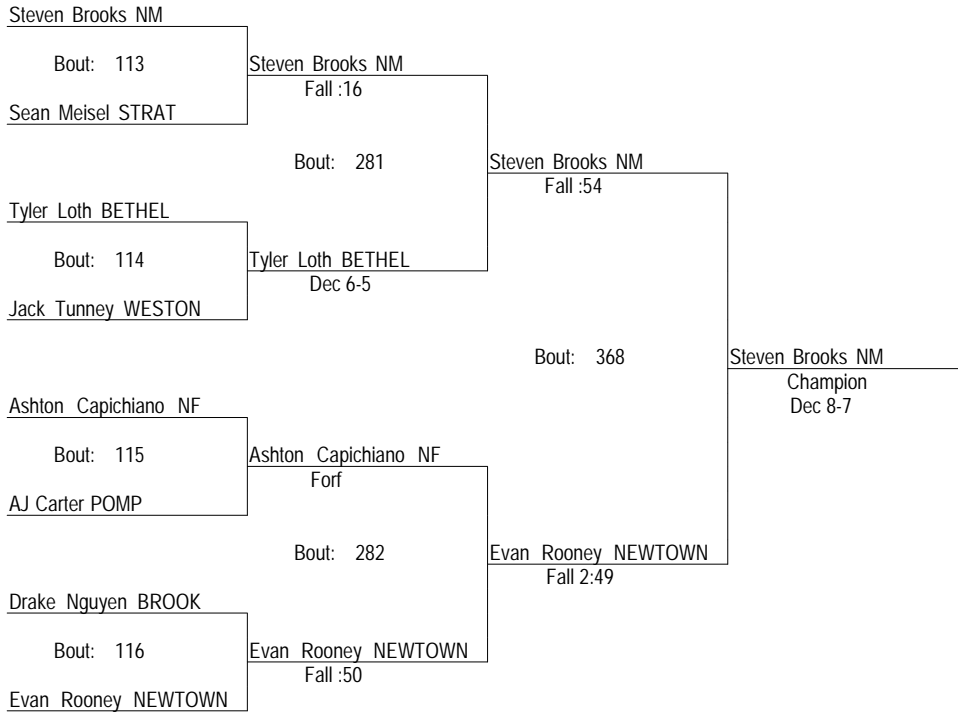 Steven Brooks NM
Bout: 113
Steven Brooks NM
Fall :16
Sean Meisel STRAT
Bout: 281
Steven Brooks NM
Fall :54
Tyler Loth BETHEL
Bout: 114
Tyler Loth BETHEL
Dec 6-5
Jack Tunney WESTON
Bout: 368
Steven Brooks NM
Champion
Dec 8-7
Ashton Capichiano NF
Bout: 115
Ashton Capichiano NF
Forf
AJ Carter POMP
Bout: 282
Evan Rooney NEWTOWN
Fall 2:49
Drake Nguyen BROOK
Bout: 116
Evan Rooney NEWTOWN
Fall :50
Evan Rooney NEWTOWN